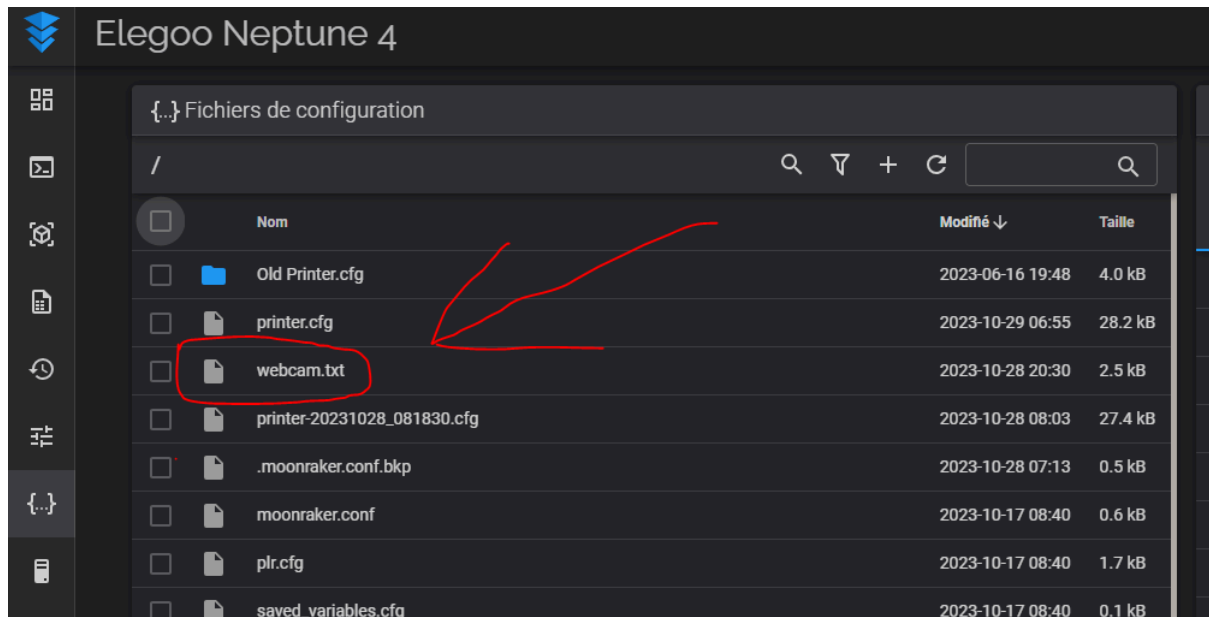 Elegoo Neptune 4
{...} Fichiers de configuration
/
Nom Modifié Taille
Old Printer.cfg 2023-06-16 19:48 4.0 kB
printer.cfg 2023-10-29 06:55 28.2 kB
webcam.txt 2023-10-28 20:30 2.5 kB
printer-20231028_081830.cfg 2023-10-28 08:03 27.4 kB
.moonraker.conf.bkp 2023-10-28 07:13 0.5 kB
moonraker.conf 2023-10-17 08:40 0.6 kB
plr.cfg 2023-10-17 08:40 1.7 kB
saved_variables.cfg 2023-10-17 08:40 0.1 kB